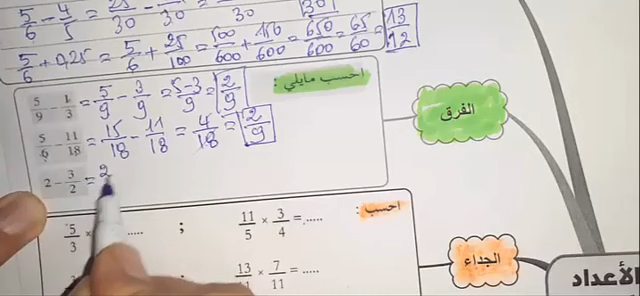 5/6 - 4/5 = 25/30 - /30 = /30
5/6 + 0,25 = 5/6 + 25/100 = 500/600 + 150/600 = 650/600 = 65/60 = 13/12
احسب مايلي :
5/9 - 1/3 = 5/9 - 3/9 = 5-3/9 = 2/9
الفرق
5/6 - 11/18 = 15/18 - 11/18 = 4/18 = 2/9
2 - 3/2 = 2
احسب :
5/3 × ..... ; 11/5 × 3/4 = .....
الجداء
; 13/11 × 7/11 = .....
الأعداد